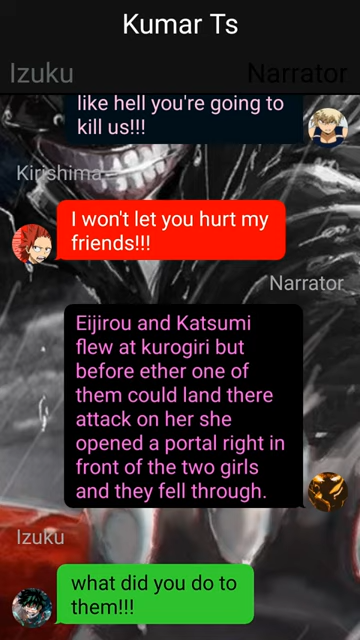 Kumar Ts
Izuku
Narrator
like hell you're going to
kill us!!!
Kirishima
I won't let you hurt my
friends!!!
Narrator
Eijirou and Katsumi
flew at kurogiri but
before ether one of
them could land there
attack on her she
opened a portal right in
front of the two girls
and they fell through.
Izuku
what did you do to
them!!!